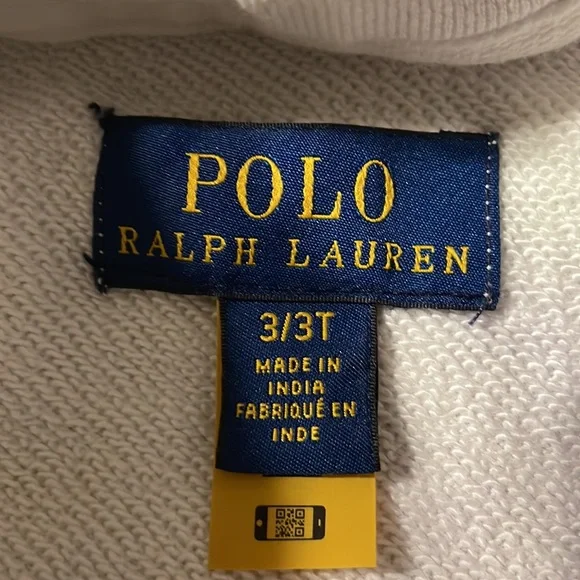 POLO
RALPH LAUREN
3/3T
MADE IN
INDIA
FABRIQUÉ EN
INDE